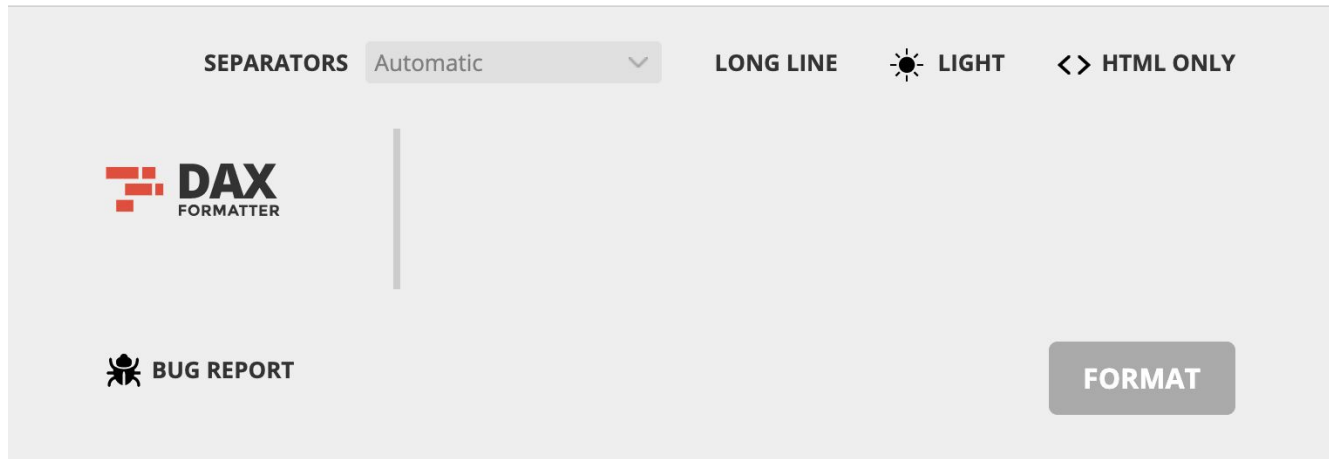 SEPARATORS Automatic LONG LINE LIGHT <> HTML ONLY
DAX
FORMATTER
BUG REPORT
FORMAT